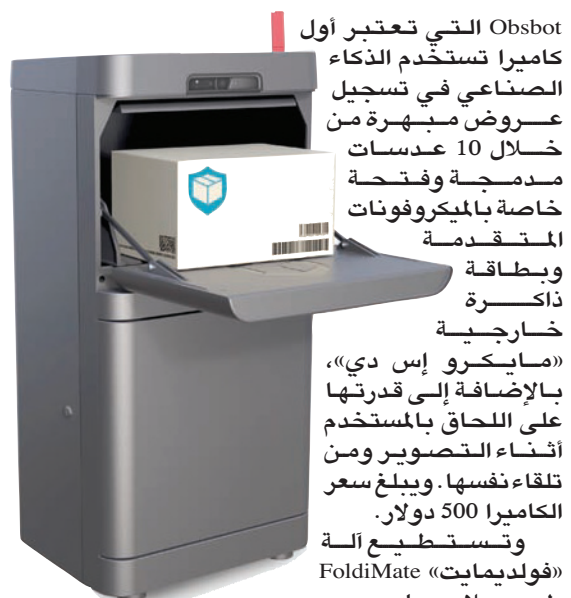 Obsbot التي تعتبر أول
كاميرا تستخدم الذكاء
الصناعي في تسجيل
عروض مبهرة من
خلال 10 عدسات
مدمجة وفتحة
خاصة بالميكروفونات
المتقدمة
وبطاقة
ذاكرة
خارجية
«مايكرو إس دي»،
بالإضافة إلى قدرتها
على اللحاق بالمستخدم
أثناء التصوير ومن
تلقاء نفسها. ويبلغ سعر
الكاميرا 500 دولار.
وتستطيع آلة
«فولديمايت» FoldiMate